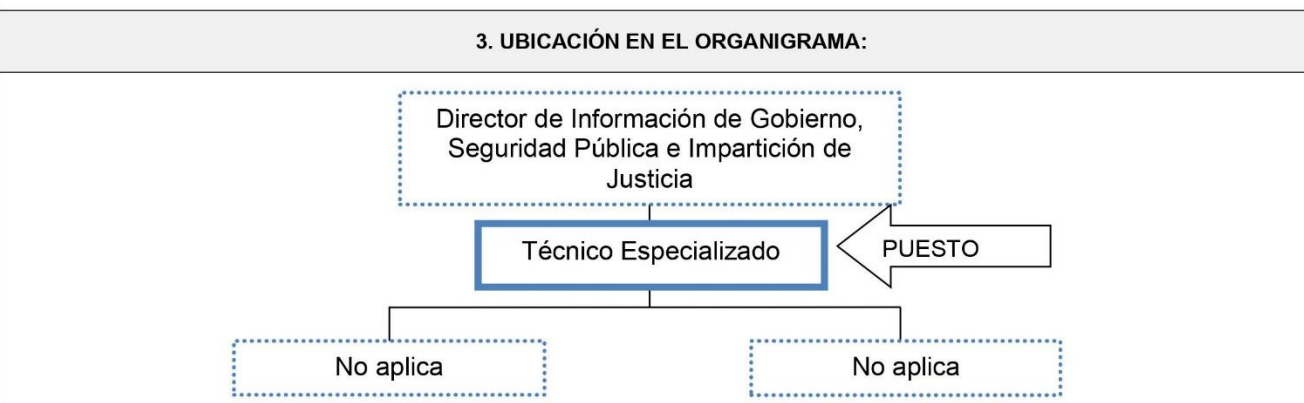 3. UBICACIÓN EN EL ORGANIGRAMA:
Director de Información de Gobierno,
Seguridad Pública e Impartición de
Justicia
Técnico Especializado
PUESTO
No aplica
No aplica